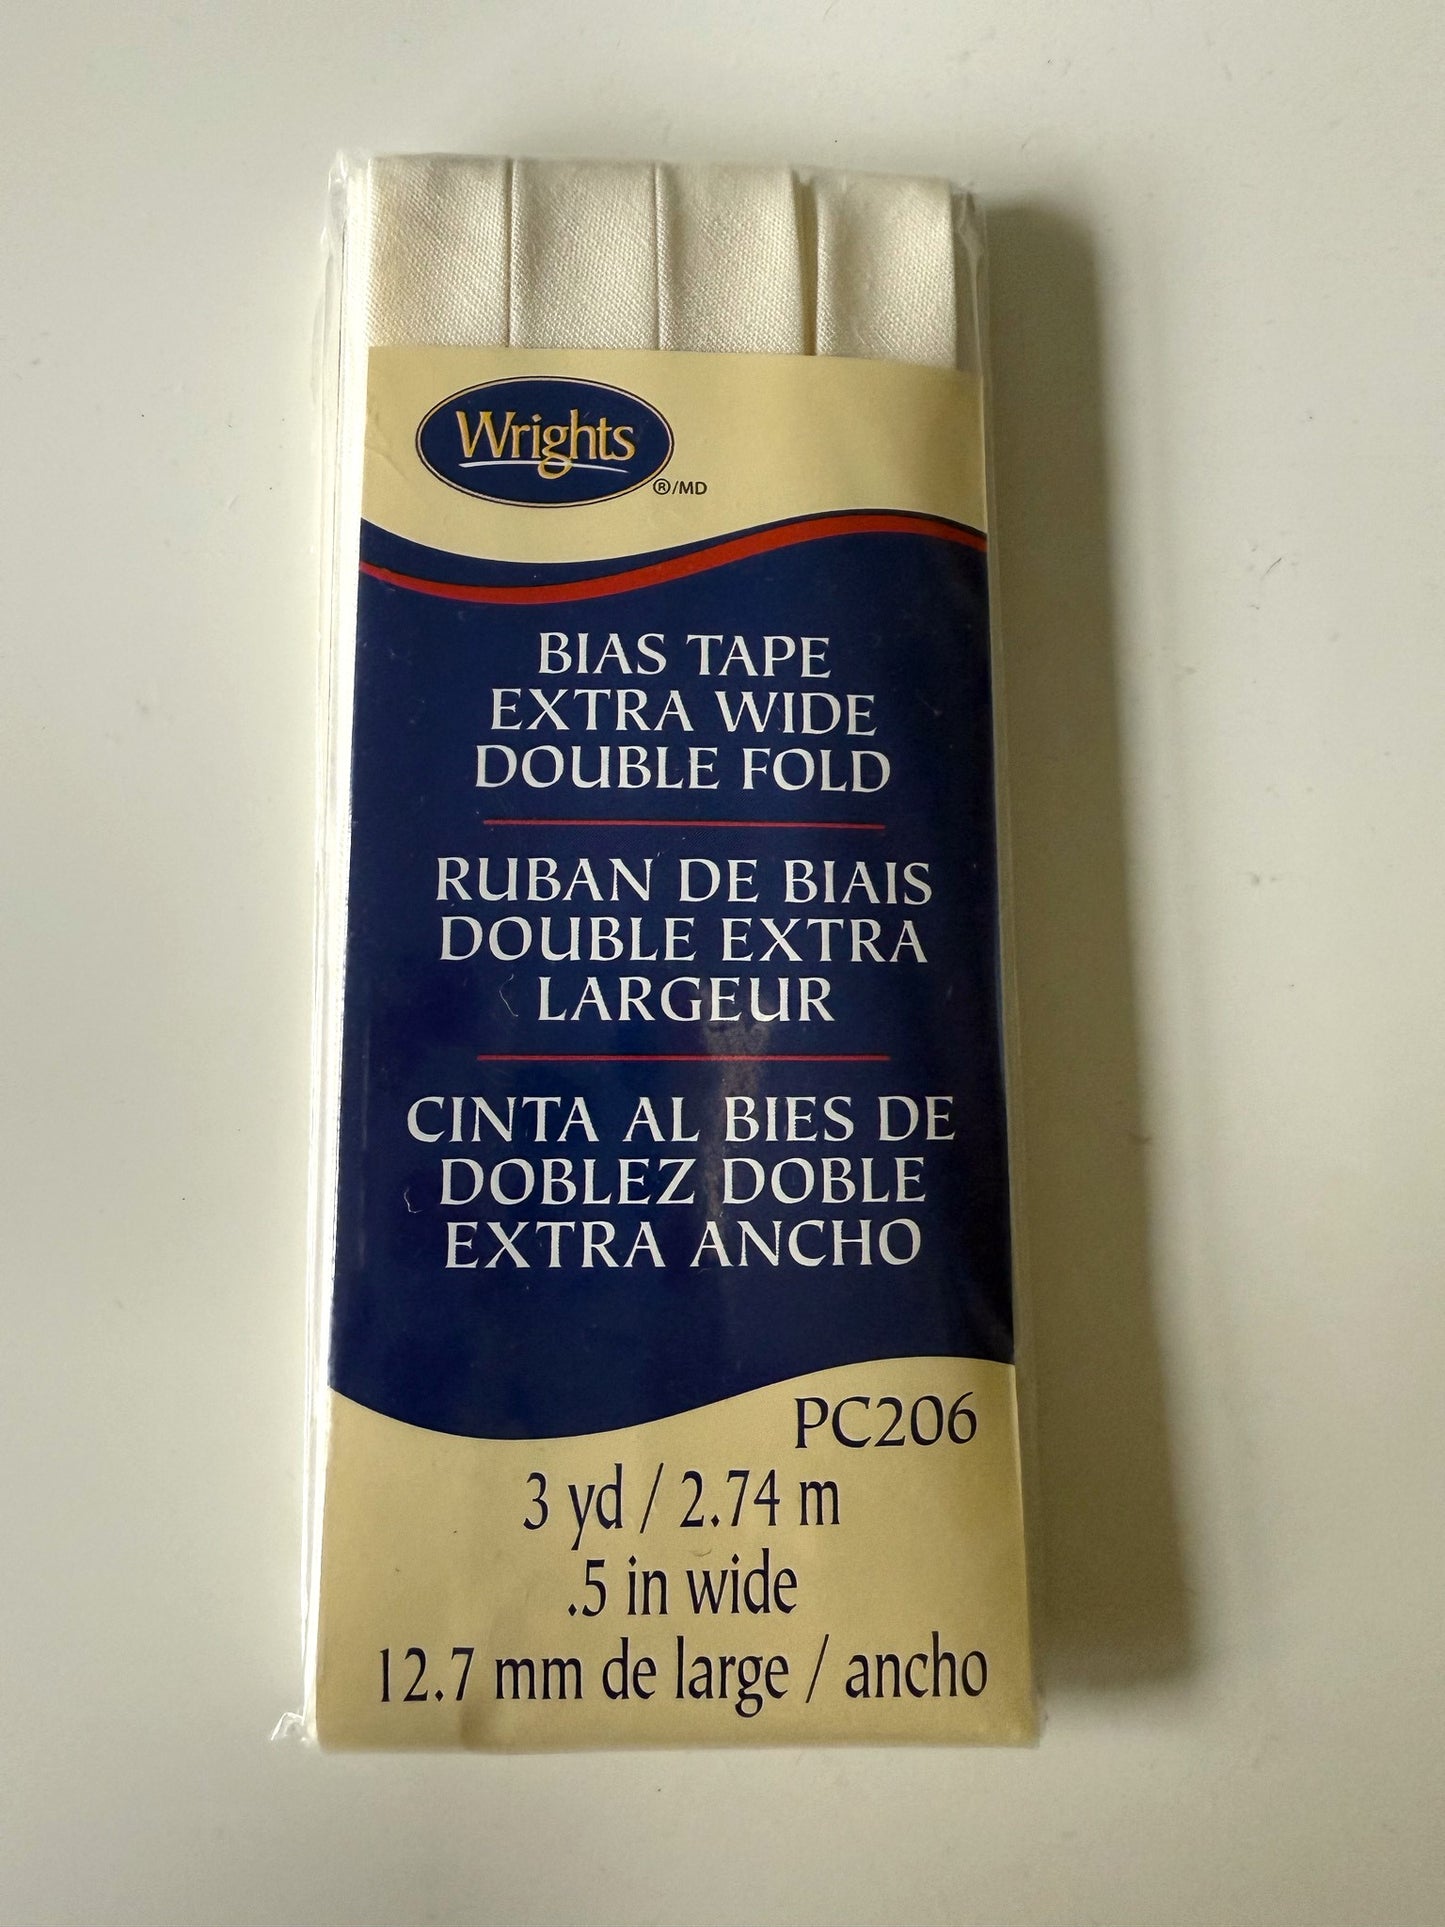 Wrights
®/MD
BIAS TAPE
EXTRA WIDE
DOUBLE FOLD
RUBAN DE BIAIS
DOUBLE EXTRA
LARGEUR
CINTA AL BIES DE
DOBLEZ DOBLE
EXTRA ANCHO
PC206
3 yd / 2.74 m
.5 in wide
12.7 mm de large / ancho